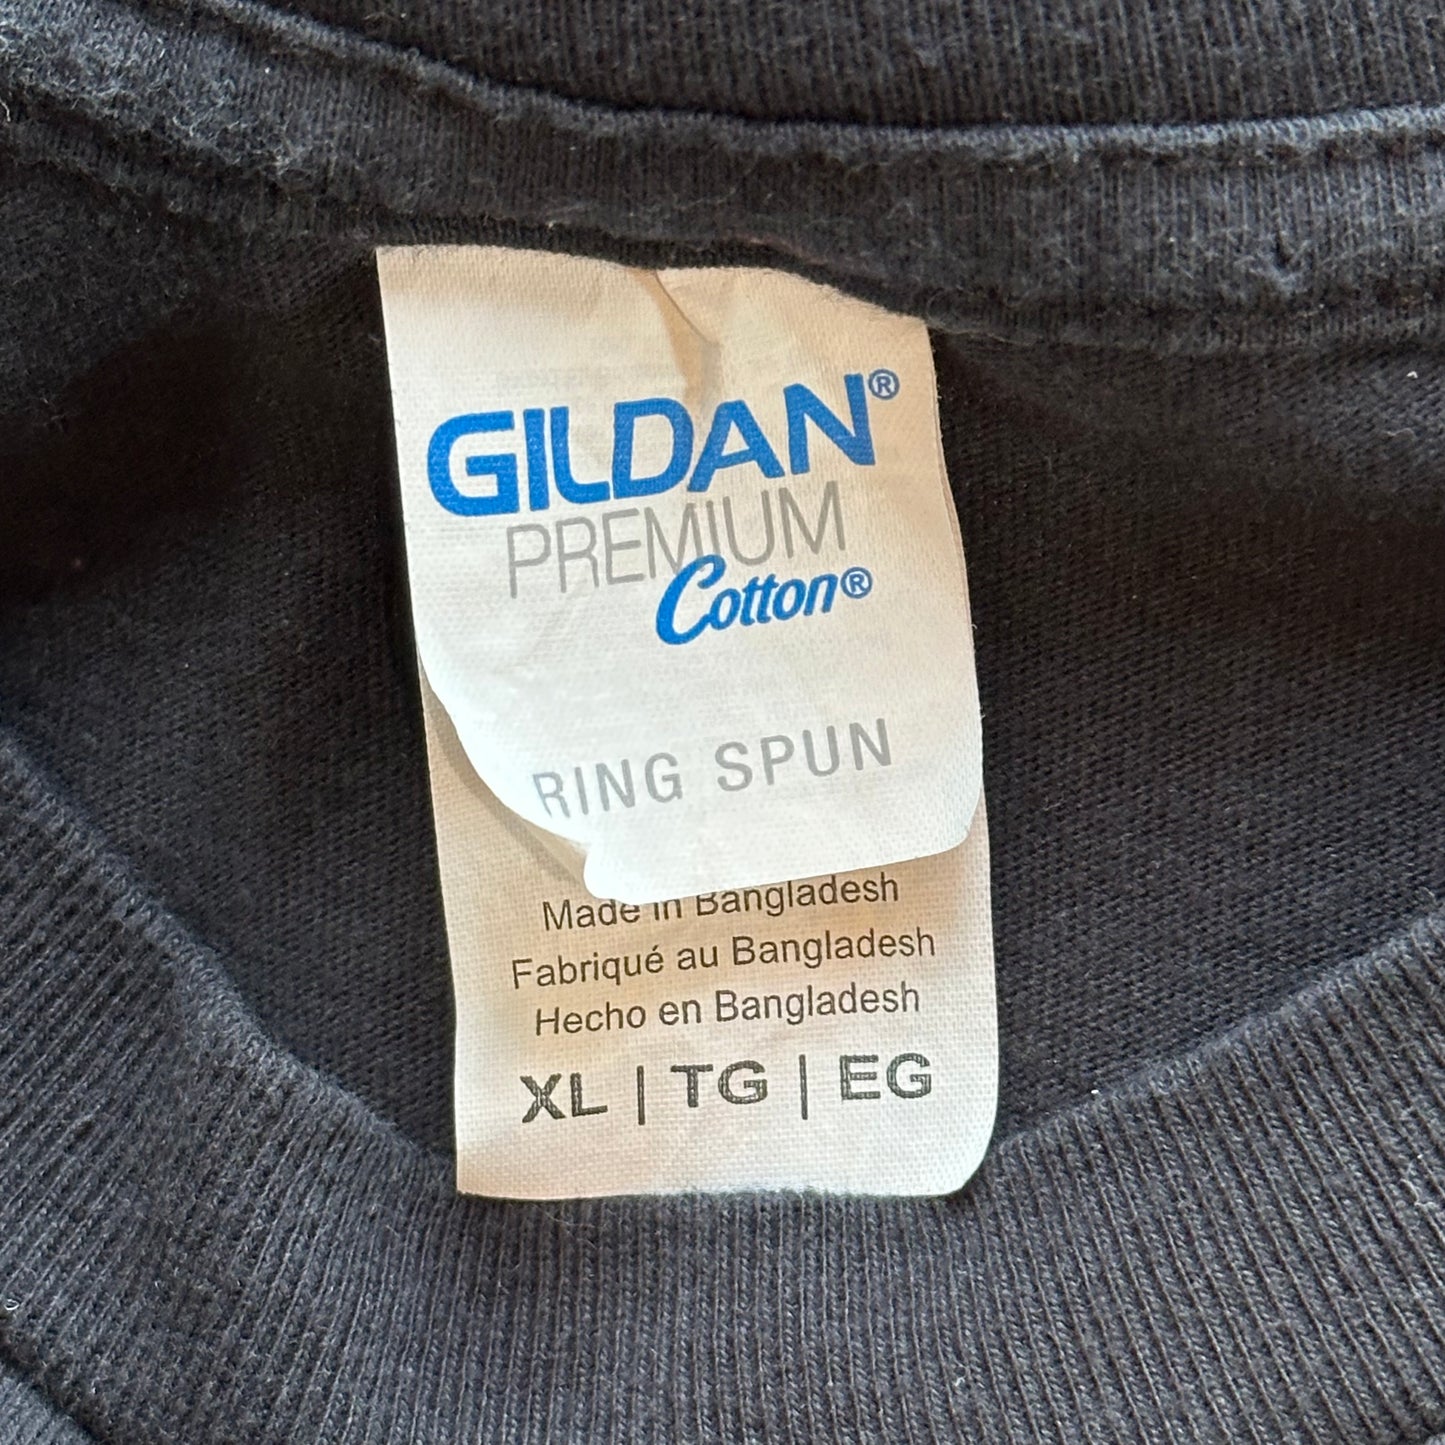 GILDAN®
PREMIUM
Cotton®
RING SPUN
Made in Bangladesh
Fabriqué au Bangladesh
Hecho en Bangladesh
XL | TG | EG